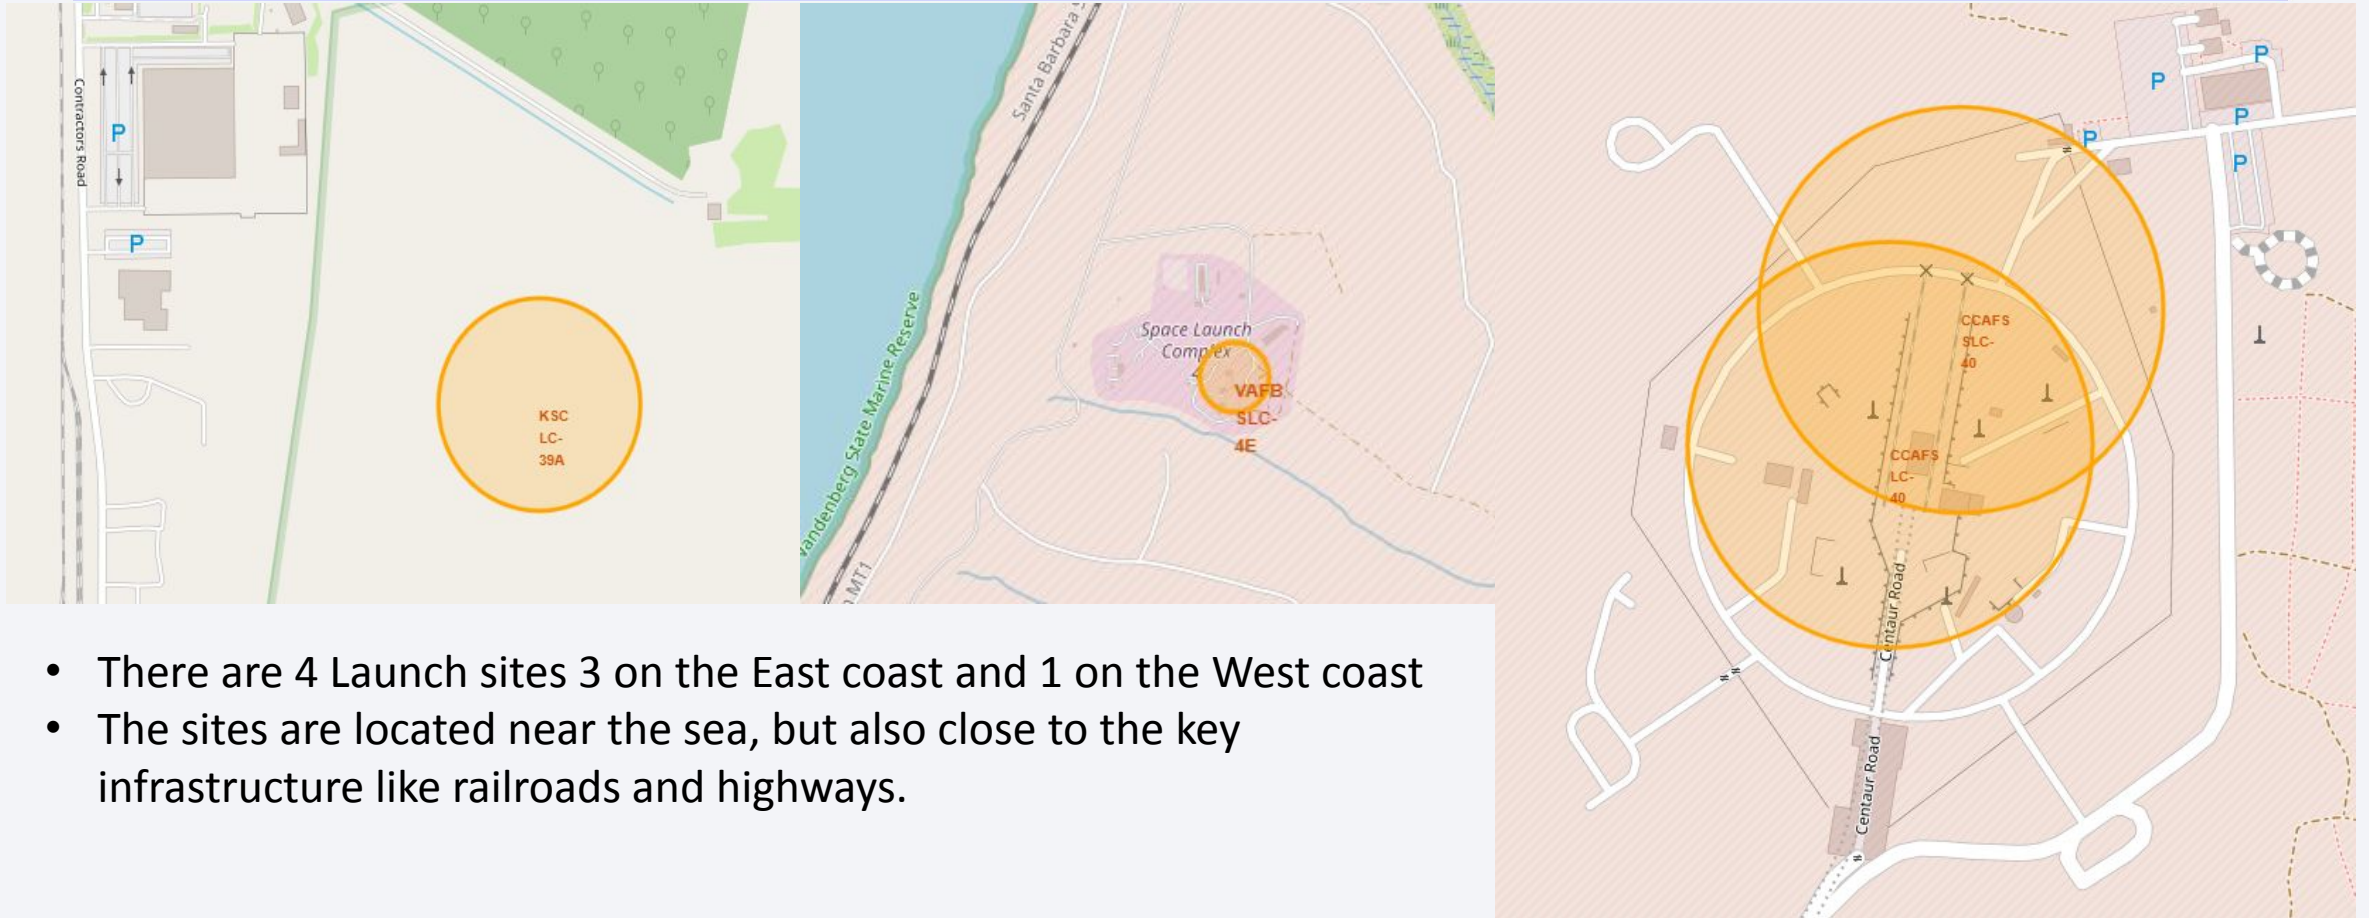 Contractors Road
P
P
KSC
LC-
39A
Santa Barbara S
Vandenberg State Marine Reserve
Space Launch
Complex
4
VAFB
SLC-
4E
MT1
P
P
P
P
P
CCAFS
SLC-
40
CCAFS
LC-
40
Centaur Road
Centaur Road
• There are 4 Launch sites 3 on the East coast and 1 on the West coast
• The sites are located near the sea, but also close to the key
infrastructure like railroads and highways.